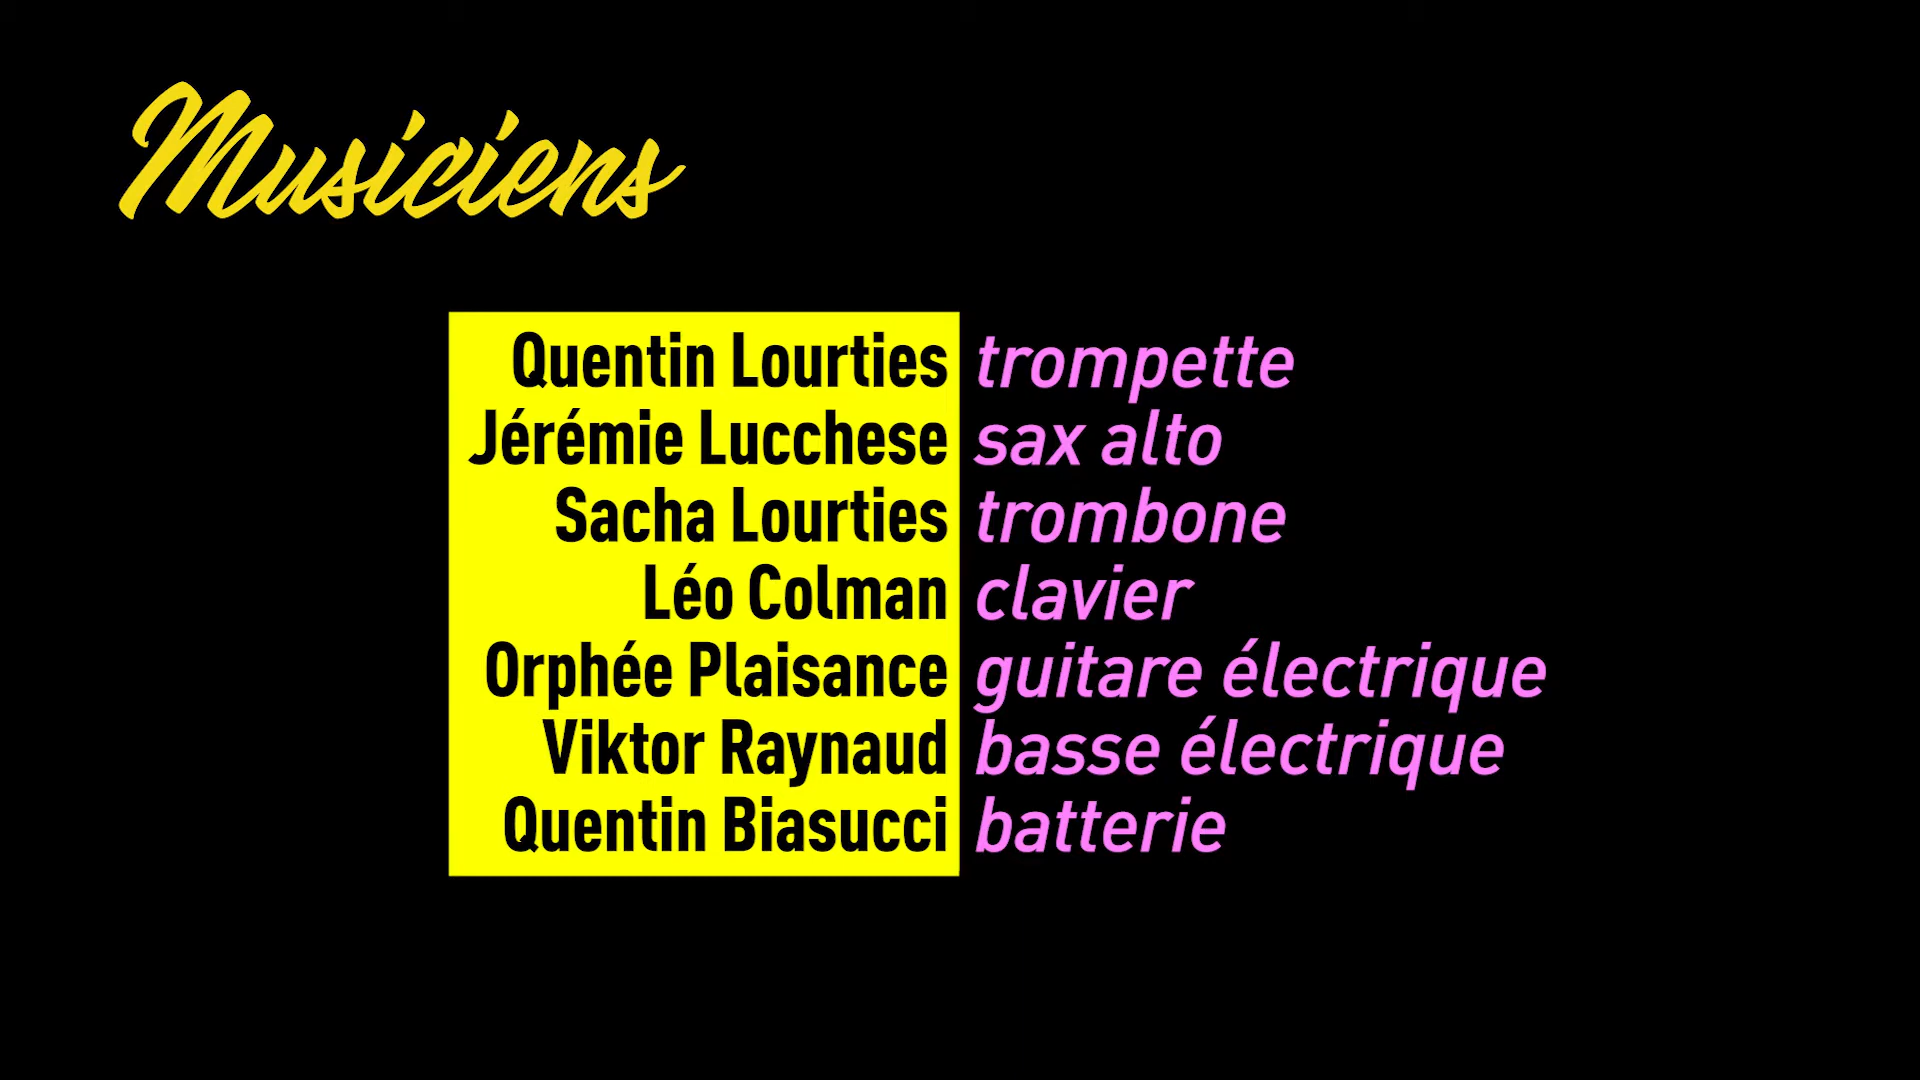 Musiciens
Quentin Lourties trompette
Jérémie Lucchese sax alto
Sacha Lourties trombone
Léo Colman clavier
Orphée Plaisance guitare électrique
Viktor Raynaud basse électrique
Quentin Biasucci batterie